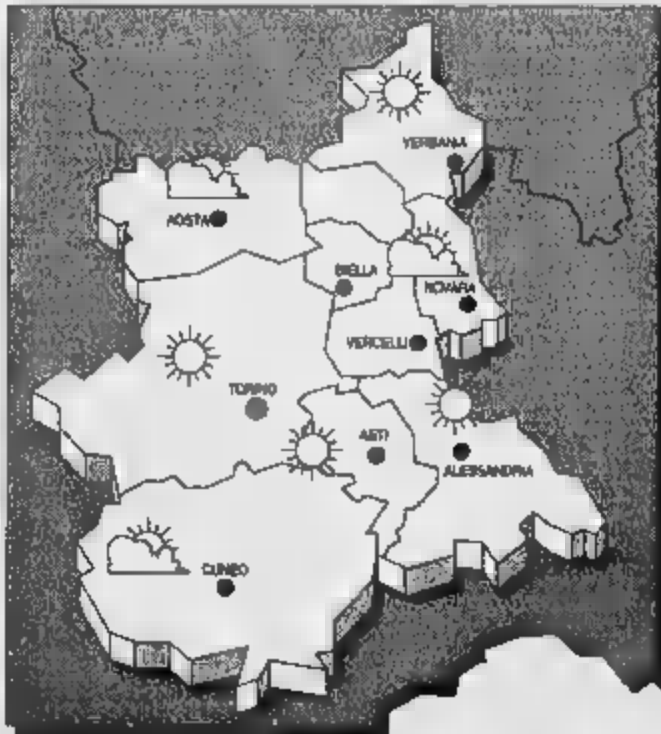 VERBANIA
AOSTA
BIELLA
NOVARA
VERCELLI
TORINO
ASTI
ALESSANDRIA
CUNEO